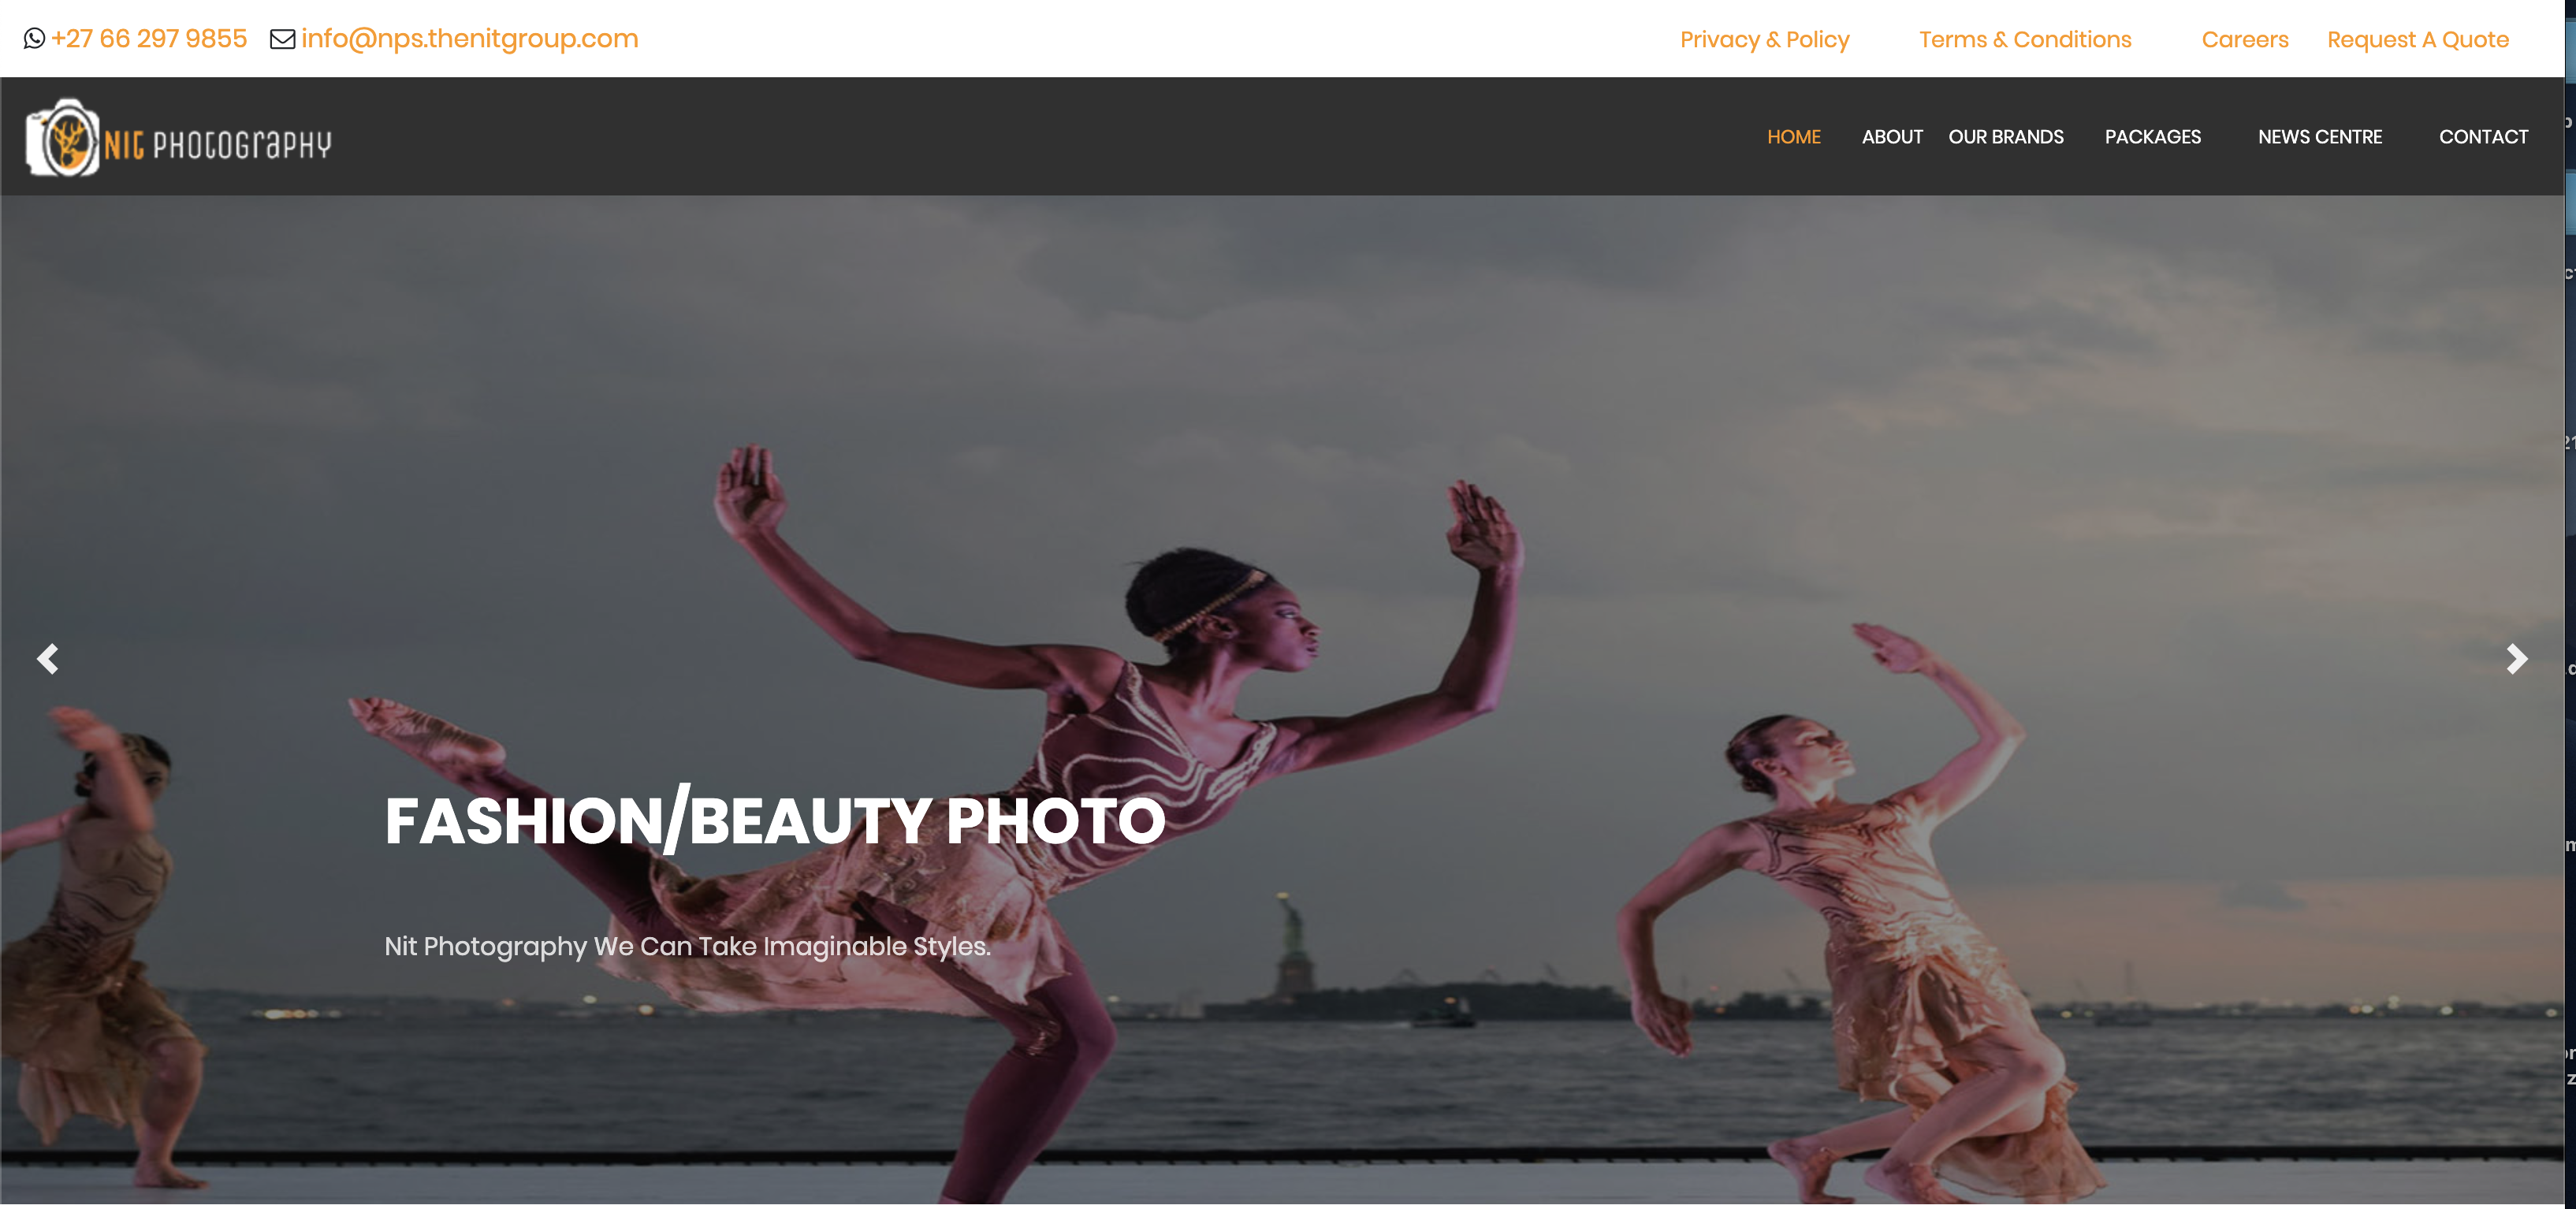 +27 66 297 9855 info@nps.thenitgroup.com Privacy & Policy Terms & Conditions Careers Request A Quote
NIT PHOTOGRAPHY HOME ABOUT OUR BRANDS PACKAGES NEWS CENTRE CONTACT
FASHION/BEAUTY PHOTO
Nit Photography We Can Take Imaginable Styles.